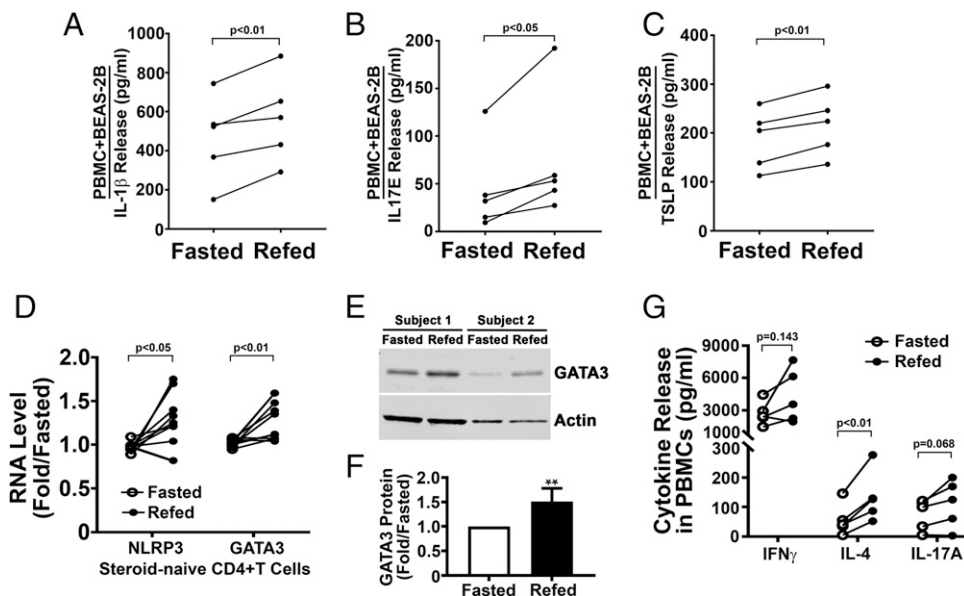 A
p<0.01
PBMC+BEAS-2B
IL-1β Release (pg/ml)
1000
800
600
400
200
0
Fasted Refed
B
p<0.05
PBMC+BEAS-2B
IL17E Release (pg/ml)
200
150
100
50
0
Fasted Refed
C
p<0.01
PBMC+BEAS-2B
TSLP Release (pg/ml)
400
300
200
100
0
Fasted Refed
D
p<0.05 p<0.01
RNA Level
(Fold/Fasted)
2.0
1.5
1.0
0.5
0.0
Fasted
Refed
NLRP3 GATA3
Steroid-naive CD4+T Cells
E
Subject 1 Subject 2
Fasted Refed Fasted Refed
GATA3
Actin
F
GATA3 Protein
(Fold/Fasted)
2.0
1.5
1.0
0.5
0.0
**
Fasted Refed
G
Fasted
Refed
p=0.143
p<0.01
p=0.068
Cytokine Release
in PBMCs (pg/ml)
9000
6000
3000
1000
300
200
100
0
IFNγ IL-4 IL-17A